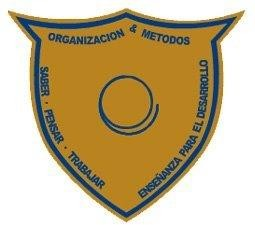 ORGANIZACION & METODOS
SABER - PENSAR - TRABAJAR
ENSEÑANZA PARA EL DESARROLLO